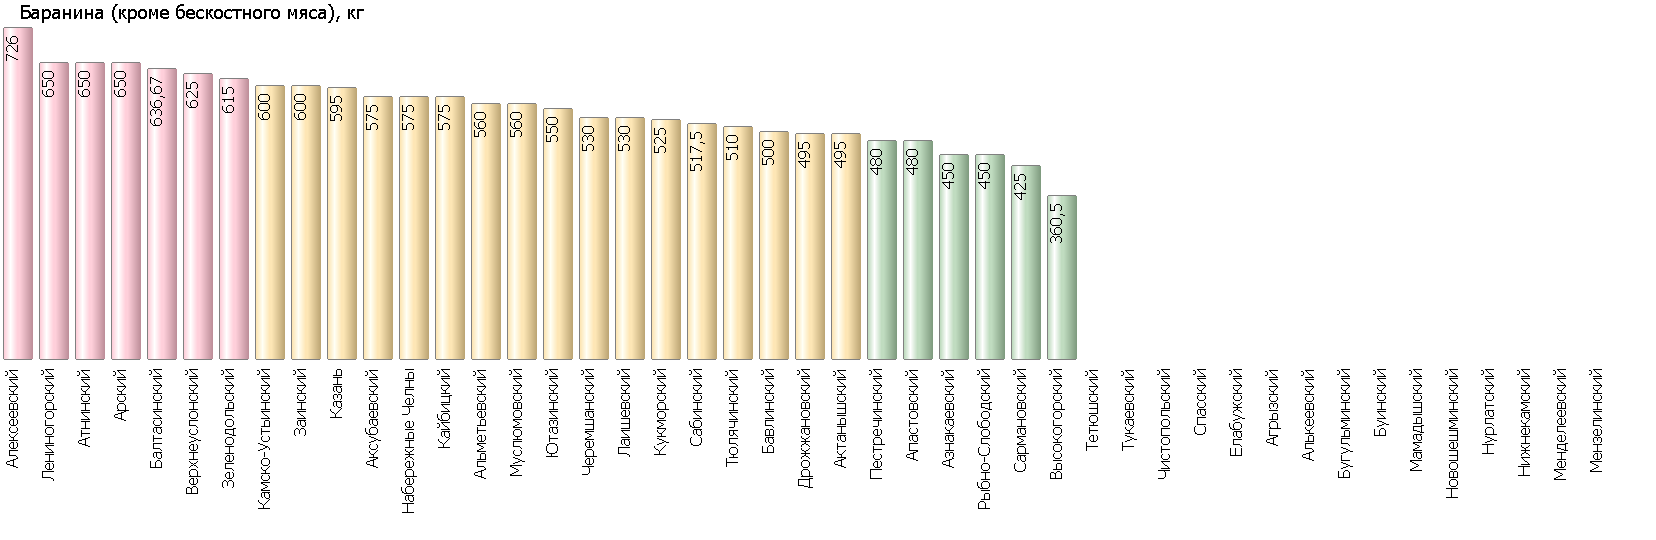 Баранина (кроме бескостного мяса), кг
726
650
650
650
636,67
625
615
600
600
595
575
575
575
560
560
550
530
530
525
517,5
510
500
495
495
480
480
450
450
425
360,5
Алексеевский
Лениногорский
Атнинский
Арский
Балтасинский
Верхнеуслонский
Зеленодольский
Камско-Устьинский
Заинский
Казань
Аксубаевский
Набережные Челны
Кайбицкий
Альметьевский
Муслюмовский
Ютазинский
Черемшанский
Лаишевский
Кукморский
Сабинский
Тюлячинский
Бавлинский
Дрожжановский
Актанышский
Пестречинский
Апастовский
Азнакаевский
Рыбно-Слободский
Сармановский
Высокогорский
Тетюшский
Тукаевский
Чистопольский
Спасский
Елабужский
Агрызский
Алькеевский
Бугульминский
Буинский
Мамадышский
Новошешминский
Нурлатский
Нижнекамский
Менделеевский
Мензелинский